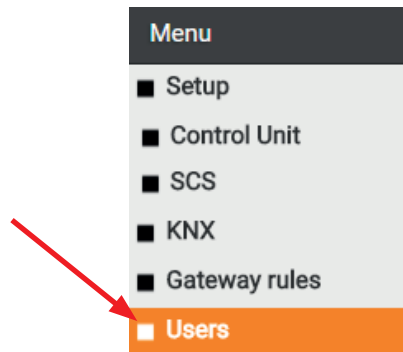 Menu
Setup
Control Unit
SCS
KNX
Gateway rules
Users